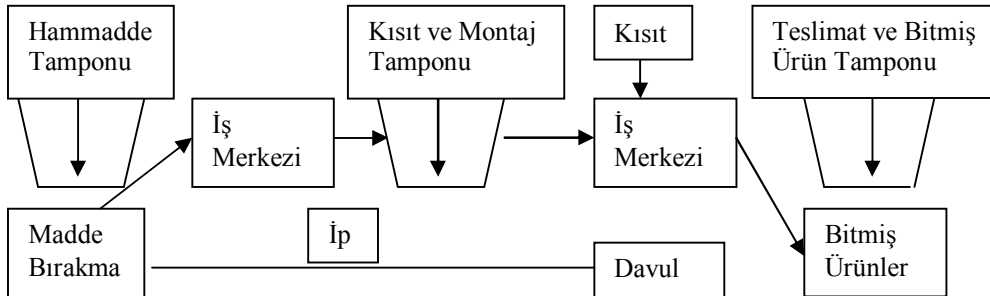 Hammadde
Tamponu
Kısıt ve Montaj
Tamponu
Kısıt
Teslimat ve Bitmiş
Ürün Tamponu
İş
Merkezi
İş
Merkezi
Madde
Bırakma
İp
Davul
Bitmiş
Ürünler